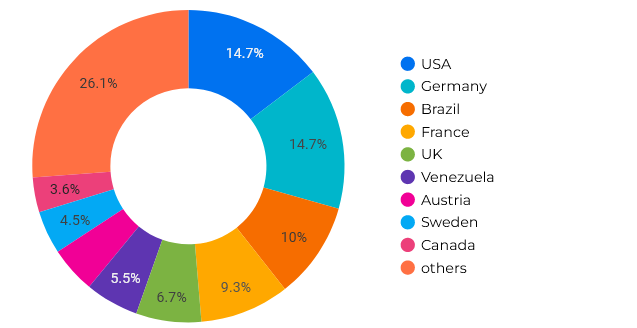 14.7%
14.7%
10%
9.3%
6.7%
5.5%
4.5%
3.6%
26.1%
USA
Germany
Brazil
France
UK
Venezuela
Austria
Sweden
Canada
others